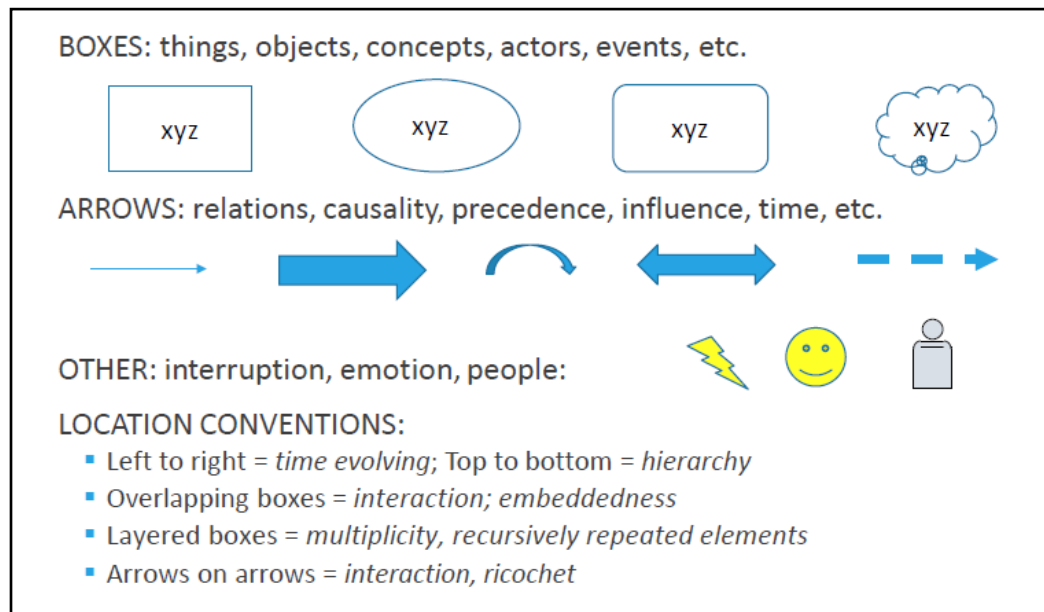 BOXES: things, objects, concepts, actors, events, etc.
xyz xyz xyz xyz
ARROWS: relations, causality, precedence, influence, time, etc.
OTHER: interruption, emotion, people:
LOCATION CONVENTIONS:
▪ Left to right = time evolving; Top to bottom = hierarchy
▪ Overlapping boxes = interaction; embeddedness
▪ Layered boxes = multiplicity, recursively repeated elements
▪ Arrows on arrows = interaction, ricochet